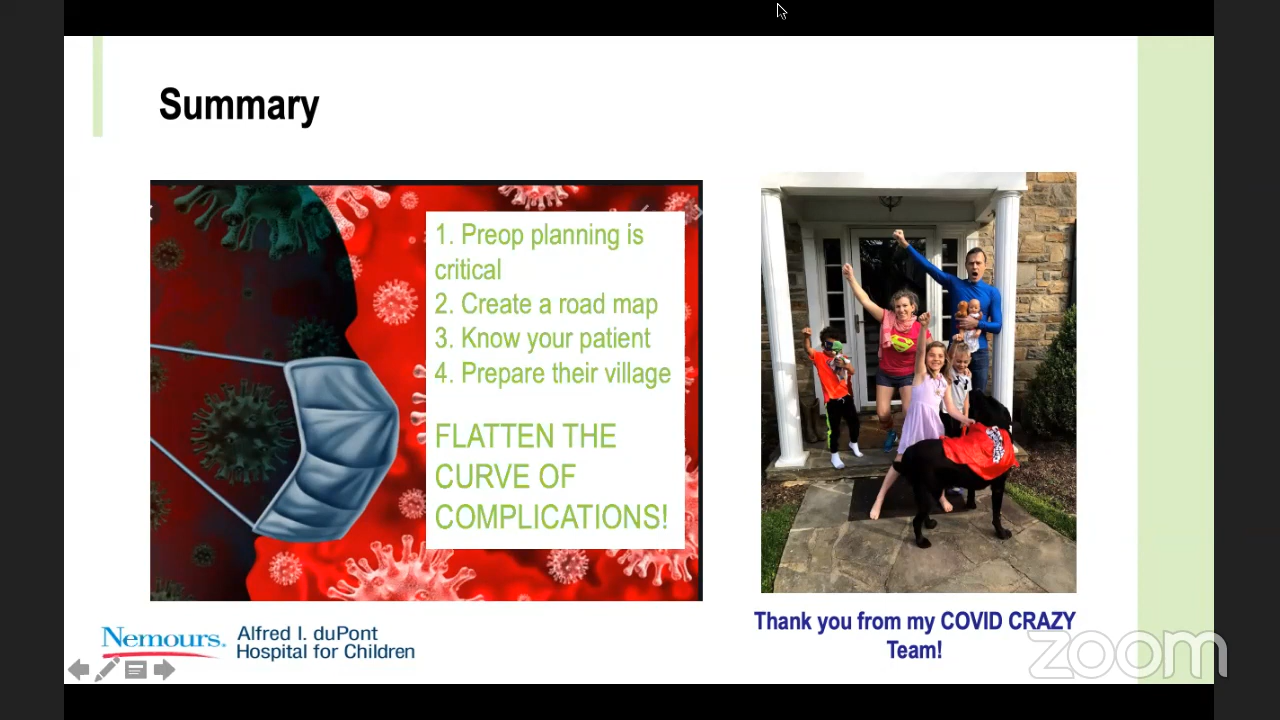 Summary
1. Preop planning is
critical
2. Create a road map
3. Know your patient
4. Prepare their village
FLATTEN THE
CURVE OF
COMPLICATIONS!
Thank you from my COVID CRAZY
Team!
Nemours. Alfred I. duPont
Hospital for Children
zoom